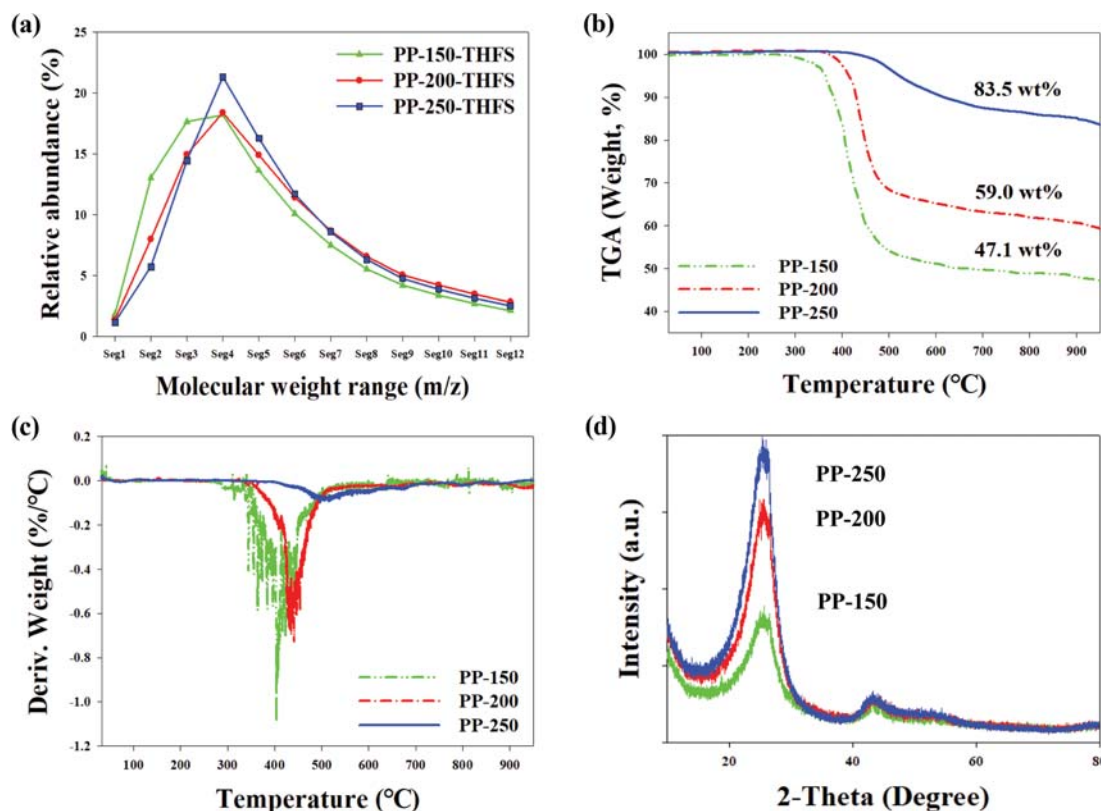 (a)
25
20
15
10
5
0
Relative abundance (%)
PP-150-THFS
PP-200-THFS
PP-250-THFS
Seg1 Seg2 Seg3 Seg4 Seg5 Seg6 Seg7 Seg8 Seg9 Seg10 Seg11 Seg12
Molecular weight range (m/z)
(b)
100
90
80
70
60
50
40
TGA (Weight, %)
83.5 wt%
59.0 wt%
47.1 wt%
PP-150
PP-200
PP-250
100 200 300 400 500 600 700 800 900
Temperature (°C)
(c)
0.2
0.0
-0.2
-0.4
-0.6
-0.8
-1.0
-1.2
Deriv. Weight (%/°C)
PP-150
PP-200
PP-250
100 200 300 400 500 600 700 800 900
Temperature (°C)
(d)
Intensity (a.u.)
PP-250
PP-200
PP-150
20 40 60 80
2-Theta (Degree)